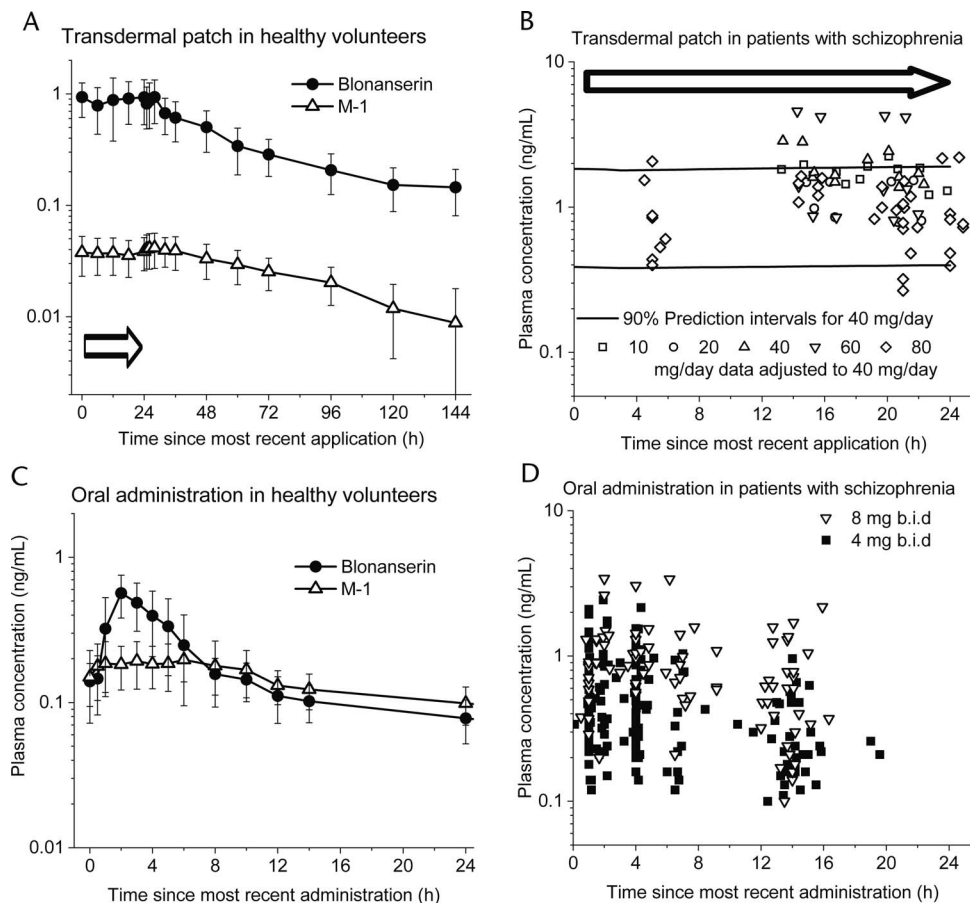 A
Transdermal patch in healthy volunteers
Blonanserin
M-1
1
0.1
0.01
0 24 48 72 96 120 144
Time since most recent application (h)
B
Transdermal patch in patients with schizophrenia
Plasma concentration (ng/mL)
10
1
0.1
90% Prediction intervals for 40 mg/day
10 20 40 60 80
mg/day data adjusted to 40 mg/day
0 4 8 12 16 20 24
Time since most recent application (h)
C
Oral administration in healthy volunteers
Plasma concentration (ng/mL)
Blonanserin
M-1
1
0.1
0.01
0 4 8 12 16 20 24
Time since most recent administration (h)
D
Oral administration in patients with schizophrenia
Plasma concentration (ng/mL)
8 mg b.i.d
4 mg b.i.d
10
1
0.1
0 4 8 12 16 20 24
Time since most recent administration (h)